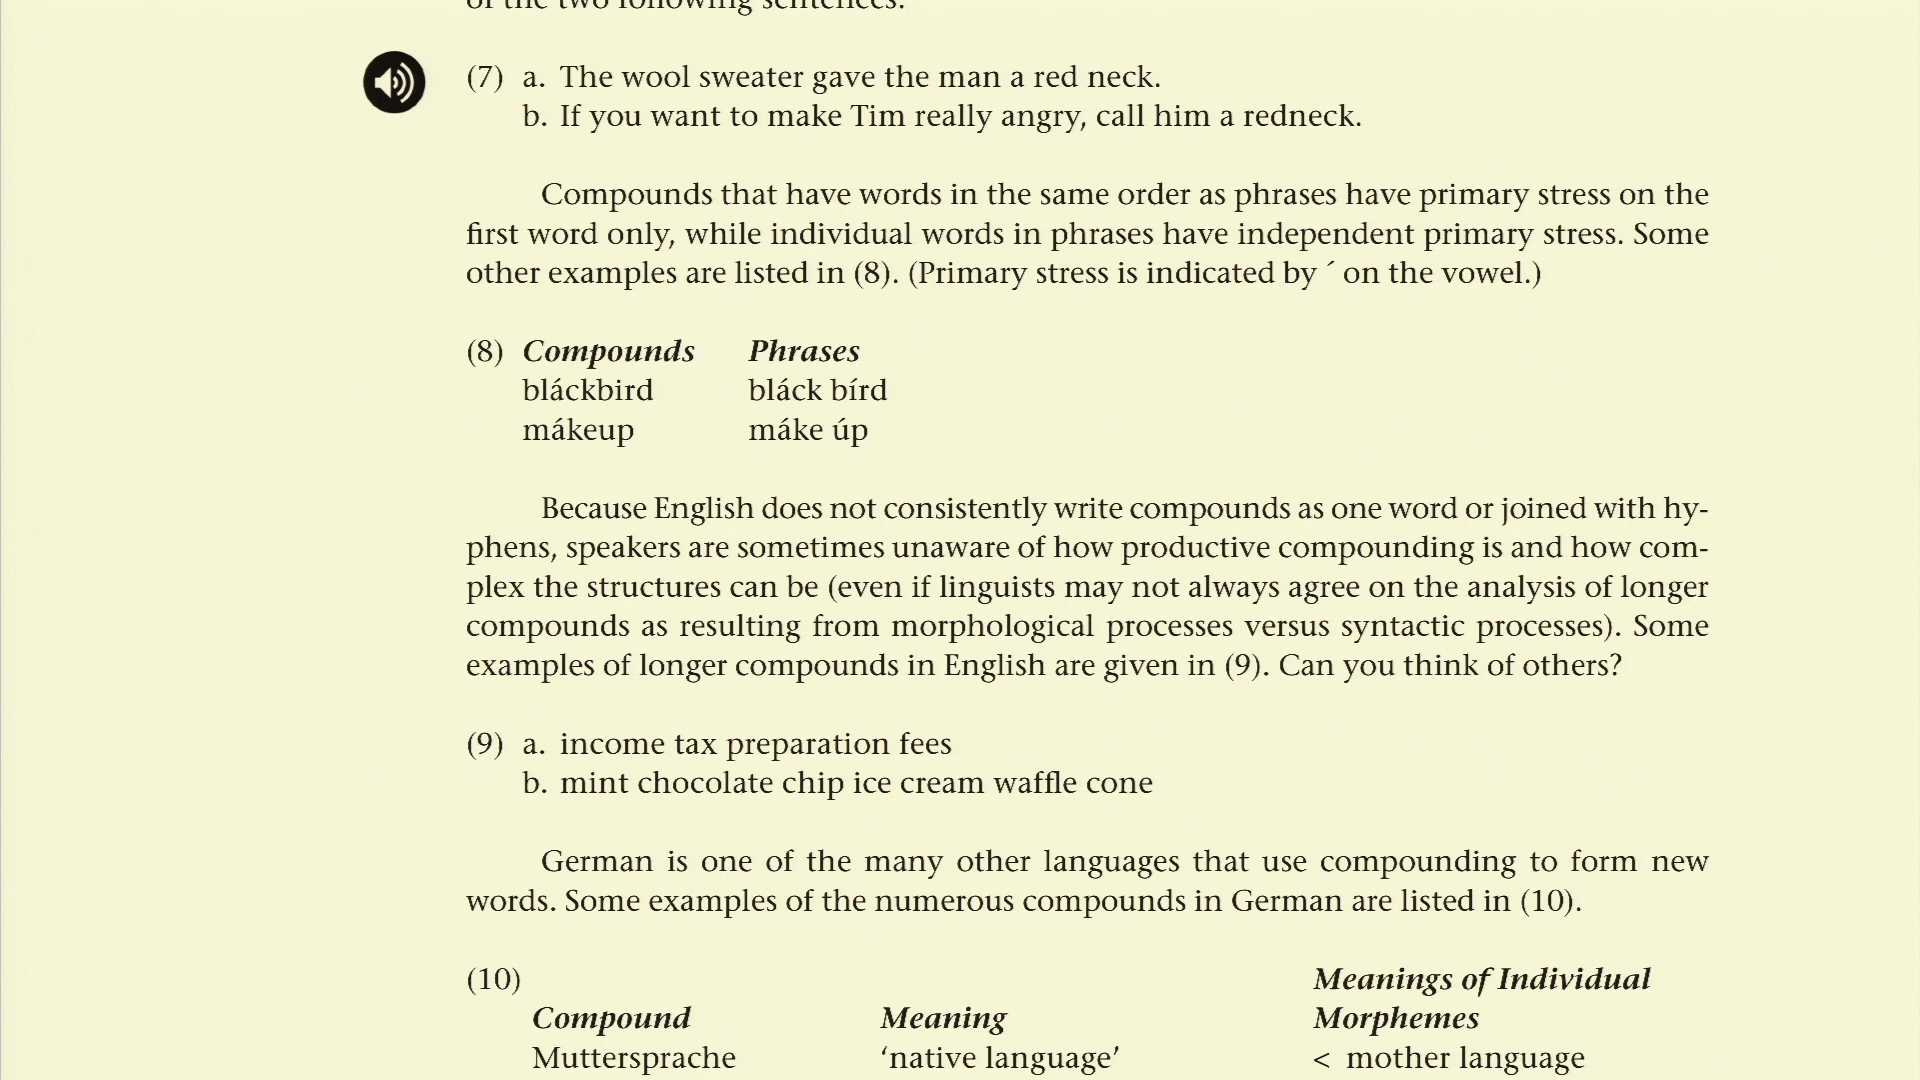 of the two following sentences.
(7) a. The wool sweater gave the man a red neck.
b. If you want to make Tim really angry, call him a redneck.
Compounds that have words in the same order as phrases have primary stress on the
first word only, while individual words in phrases have independent primary stress. Some
other examples are listed in (8). (Primary stress is indicated by ´ on the vowel.)
(8) Compounds Phrases
bláckbird bláck bírd
mákeup máke úp
Because English does not consistently write compounds as one word or joined with hy-
phens, speakers are sometimes unaware of how productive compounding is and how com-
plex the structures can be (even if linguists may not always agree on the analysis of longer
compounds as resulting from morphological processes versus syntactic processes). Some
examples of longer compounds in English are given in (9). Can you think of others?
(9) a. income tax preparation fees
b. mint chocolate chip ice cream waffle cone
German is one of the many other languages that use compounding to form new
words. Some examples of the numerous compounds in German are listed in (10).
(10) Meanings of Individual
Compound Meaning Morphemes
Muttersprache ‘native language’ < mother language